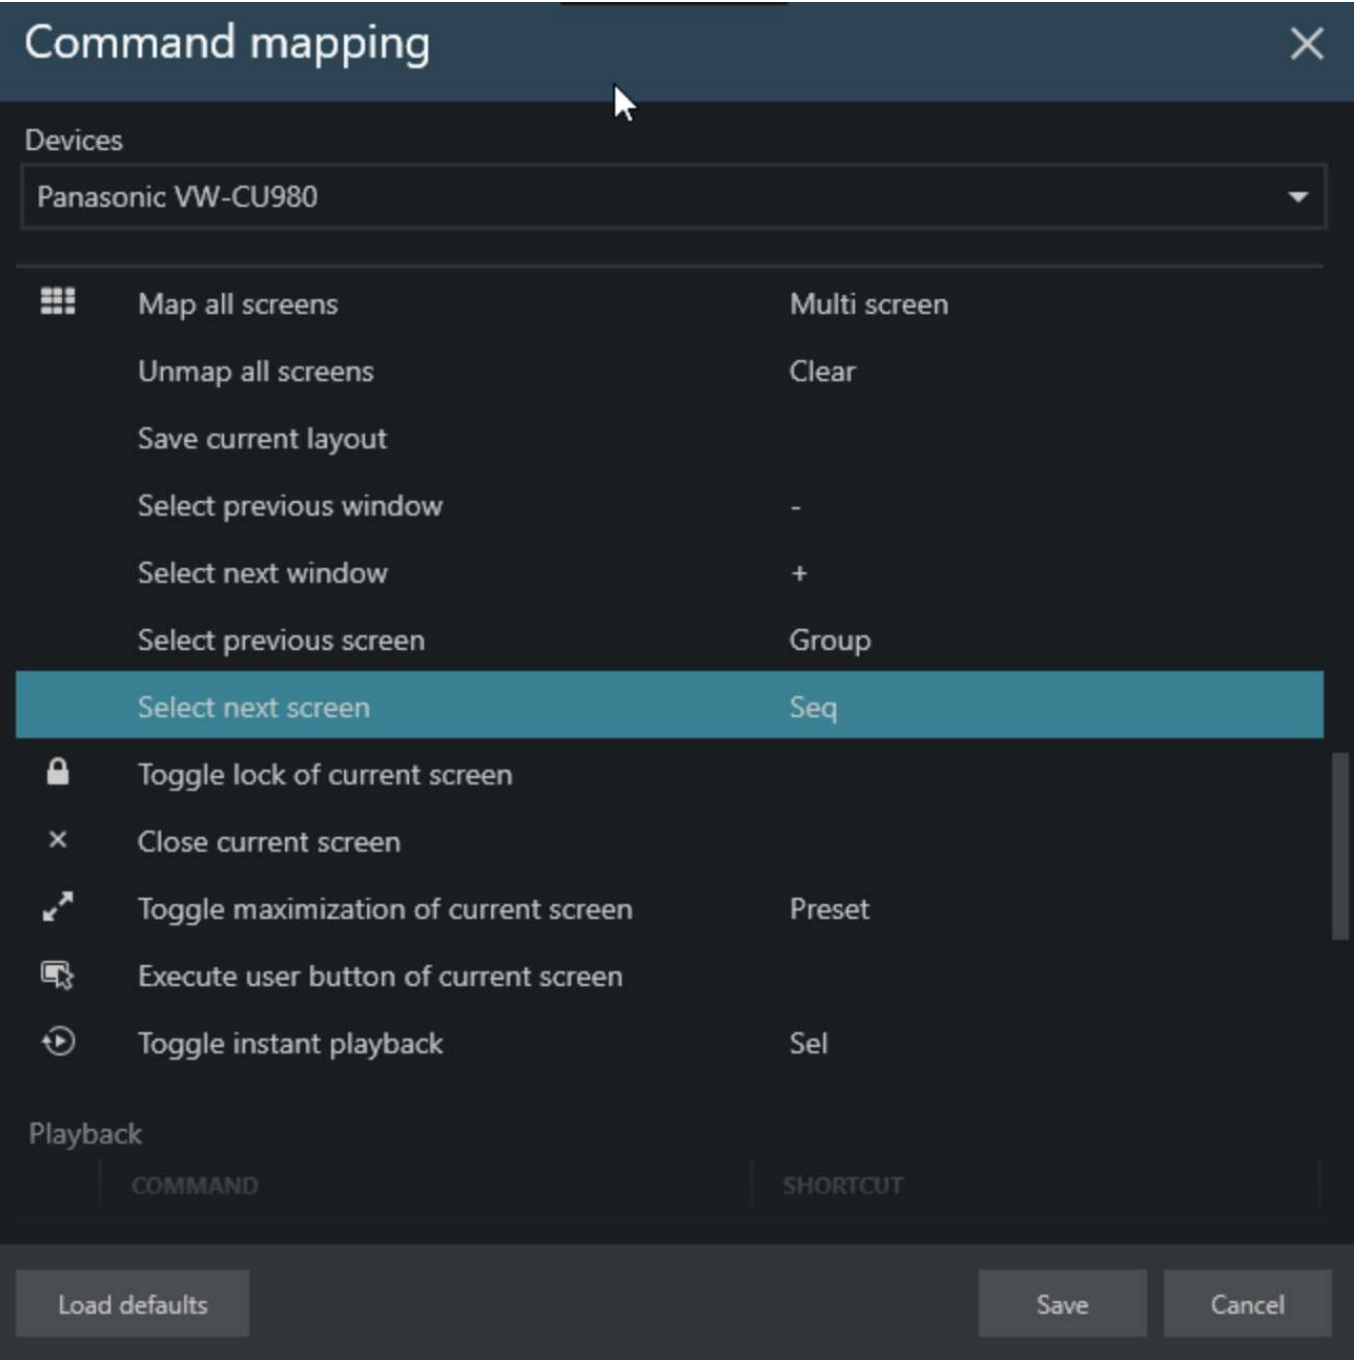 Command mapping
Devices
Panasonic VW-CU980
Map all screens Multi screen
Unmap all screens Clear
Save current layout
Select previous window -
Select next window +
Select previous screen Group
Select next screen Seq
Toggle lock of current screen
Close current screen
Toggle maximization of current screen Preset
Execute user button of current screen
Toggle instant playback Sel
Playback
COMMAND SHORTCUT
Load defaults Save Cancel